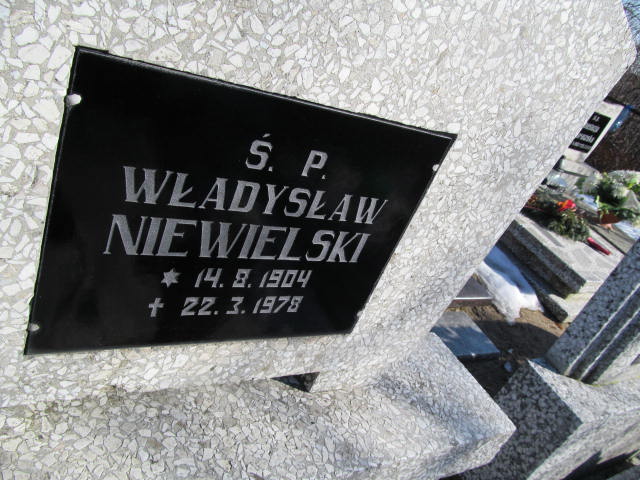 Ś. P.
WŁADYSŁAW
NIEWIELSKI
* 14. 8. 1904
✝ 22. 3. 1978